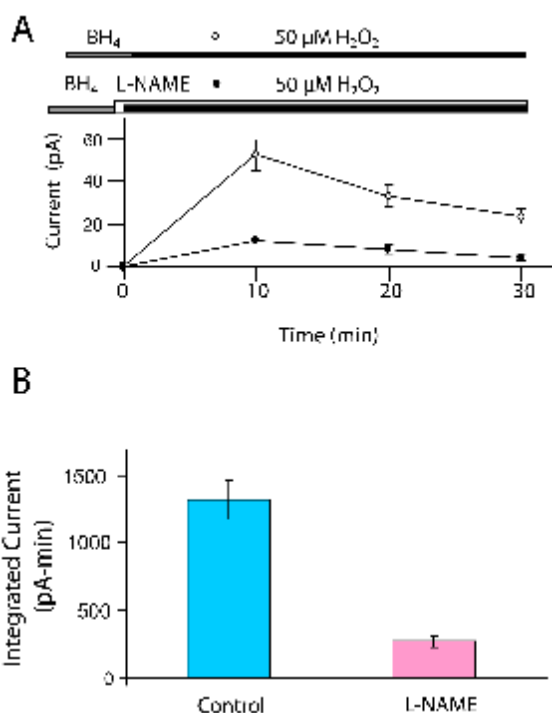 A
BH₄ 50 µM H₂O₂
BH₄ L-NAME 50 µM H₂O₂
Current (pA)
60
40
20
0
0 10 20 30
Time (min)
B
Integrated Current
(pA-min)
1500
1000
500
0
Control L-NAME